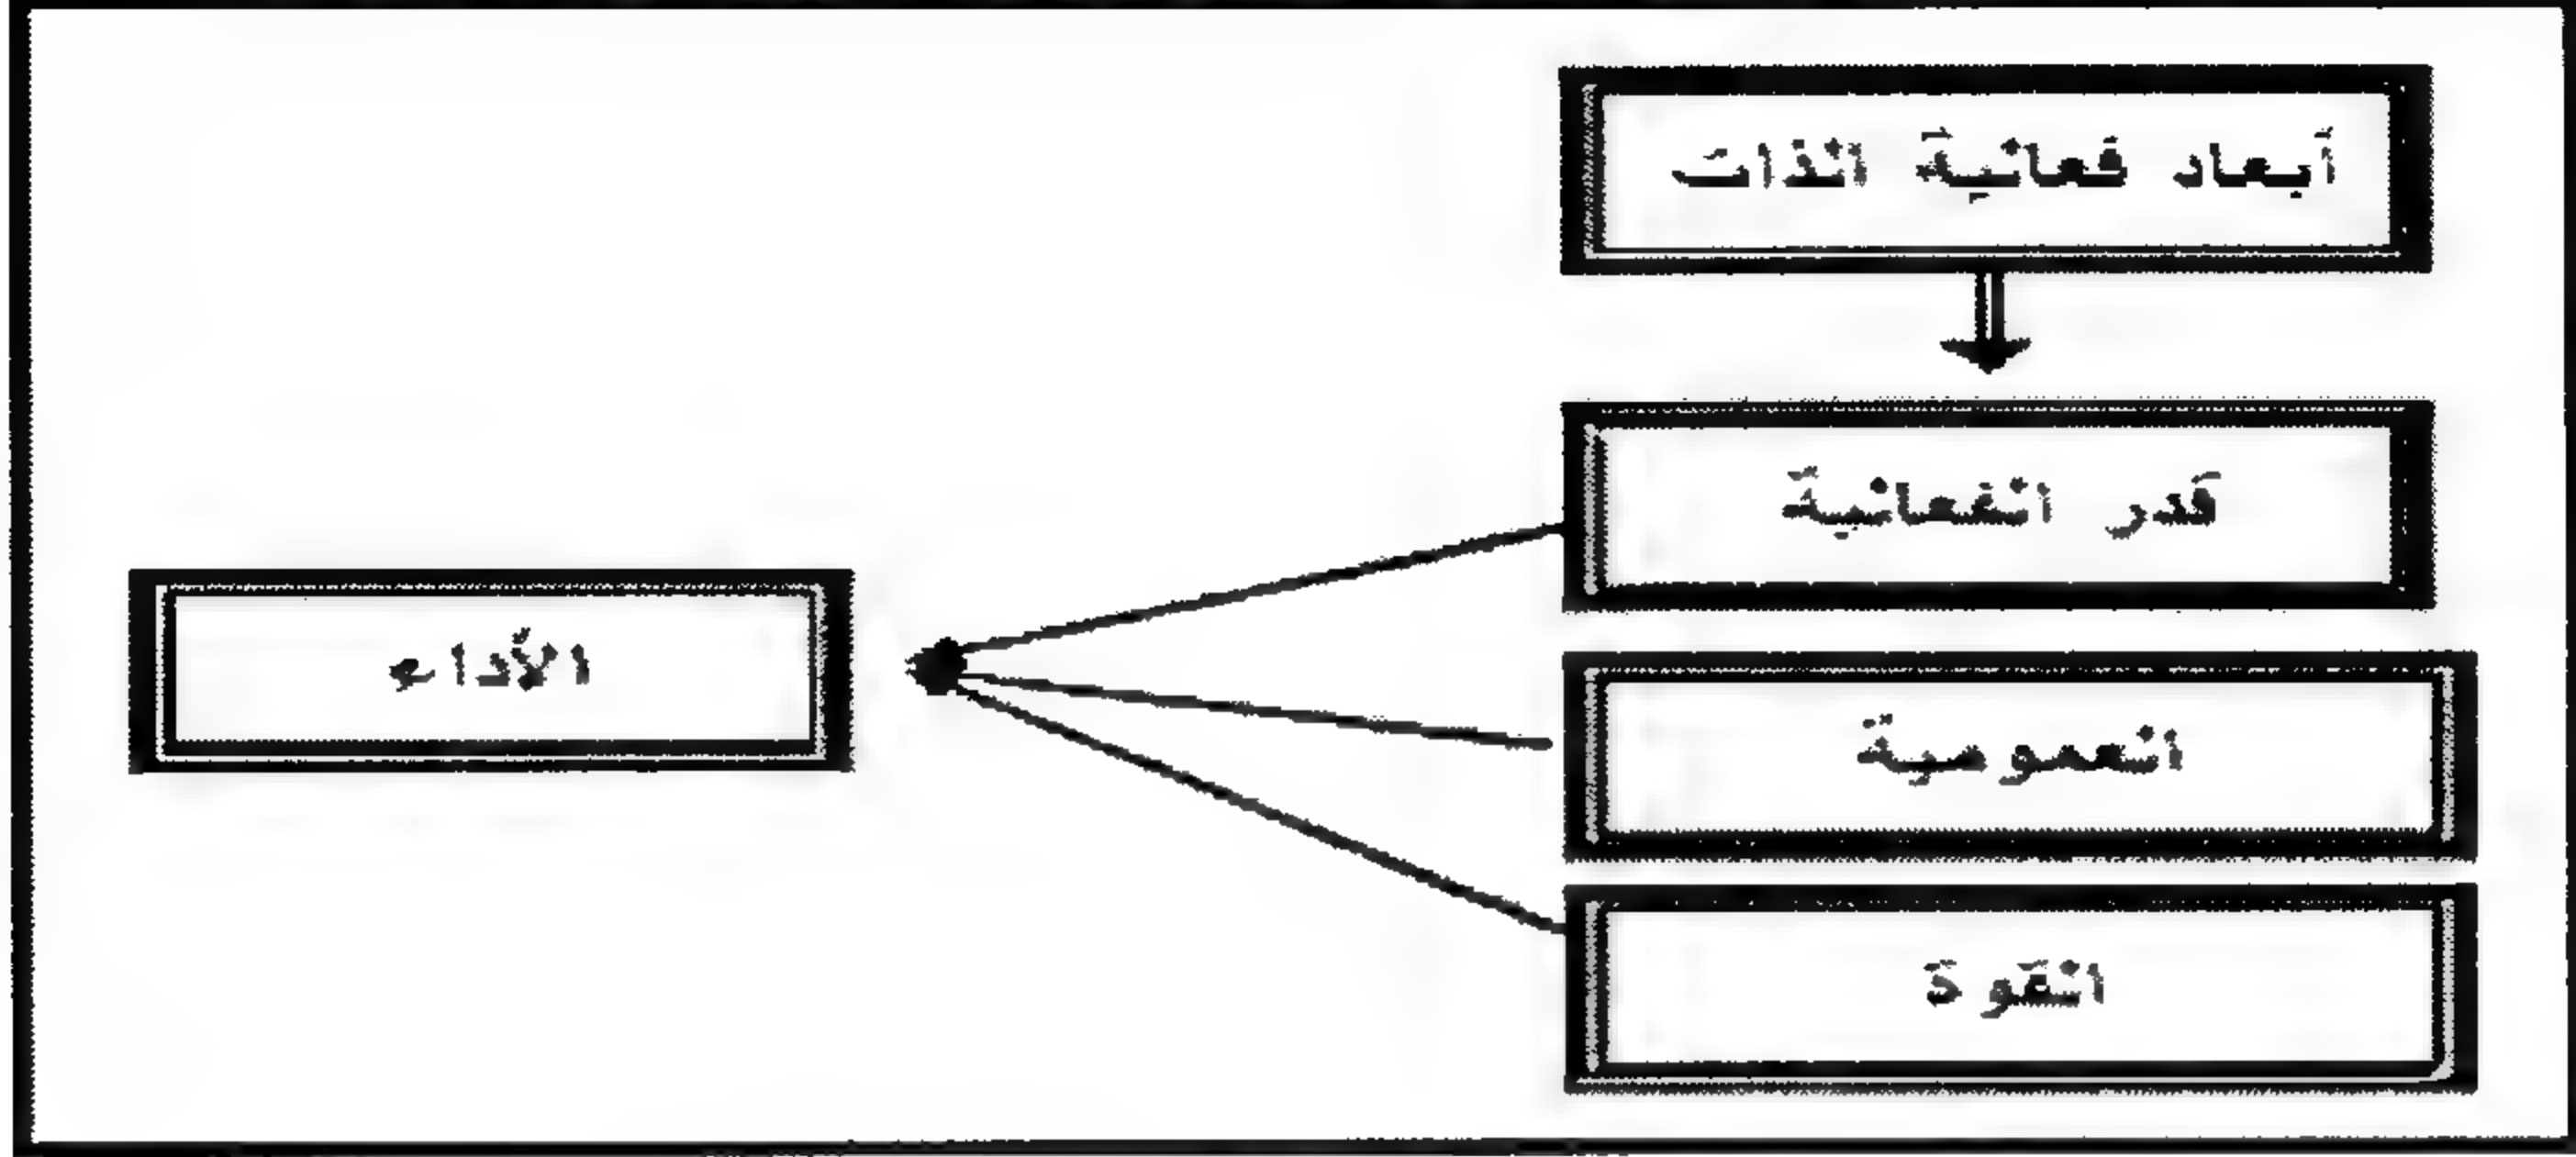 أبعاد فعالية الذات
قدر الفعالية
العمومية
الأداء
القوة